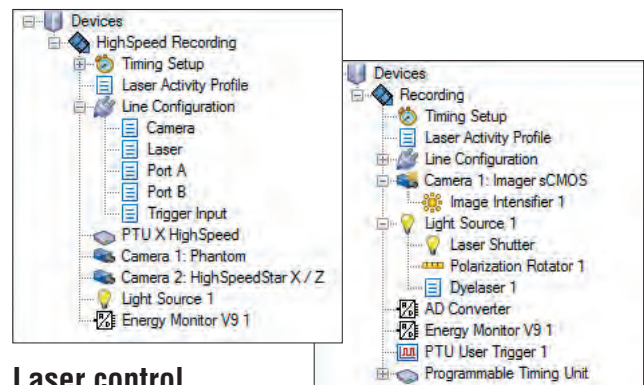 Devices
HighSpeed Recording
Timing Setup
Laser Activity Profile
Line Configuration
Camera
Laser
Port A
Port B
Trigger Input
PTU X HighSpeed
Camera 1: Phantom
Camera 2: HighSpeedStar X / Z
Light Source 1
Energy Monitor V9 1
Devices
Recording
Timing Setup
Laser Activity Profile
Line Configuration
Camera 1: Imager sCMOS
Image Intensifier 1
Light Source 1
Laser Shutter
Polarization Rotator 1
Dyelaser 1
AD Converter
Energy Monitor V9 1
PTU User Trigger 1
Programmable Timing Unit
Laser control